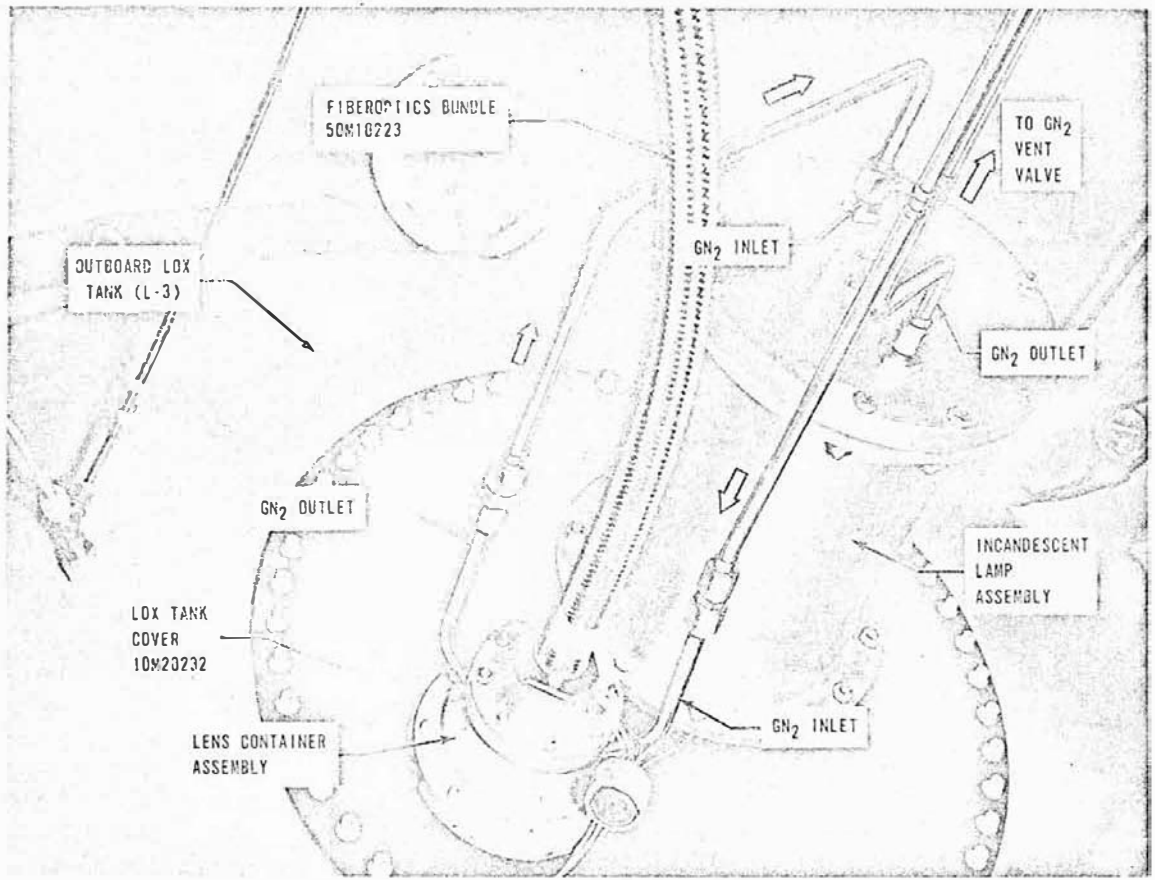 FIBEROPTICS BUNDLE
50M10223
TO GN₂
VENT
VALVE
GN₂ INLET
OUTBOARD LOX
TANK (L-3)
GN₂ OUTLET
GN₂ OUTLET
INCANDESCENT
LAMP
ASSEMBLY
LOX TANK
COVER
10M20232
GN₂ INLET
LENS CONTAINER
ASSEMBLY